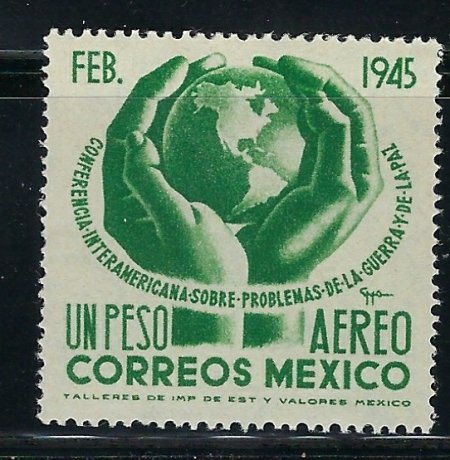 FEB. 1945
CONFERENCIA·INTERAMERICANA·SOBRE·PROBLEMAS·DE·LA·GUERRA·Y·DE·LA·PAZ
UN PESO AEREO
CORREOS MEXICO
TALLERES DE IMP DE EST Y VALORES MEXICO